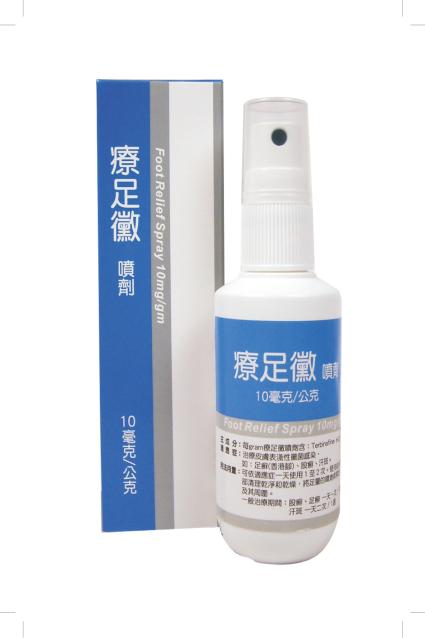 療足黴
噴劑
10毫克/公克
Foot Relief Spray 10mg/gm
療足黴 噴劑
10毫克/公克
Foot Relief Spray 10mg
主成分:每gram療足黴噴劑含:Terbinafine
適應症:治療皮膚表淺性黴菌感染,
如:足癬(香港腳)、股癬、汗斑。
用法用量:可依適應症一天使用1至2次,
部清理乾淨和乾燥,將足量的噴劑
及其周圍。
一般治療期間:股癬、足癬 一天一次
汗斑 一天二次/1週